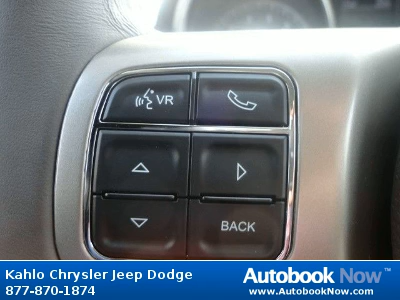 VR
BACK
Kahlo Chrysler Jeep Dodge
877-870-1874
Autobook Now™
www.AutobookNow.com